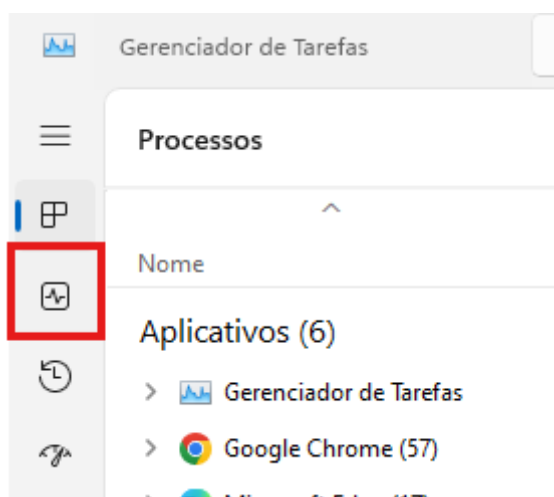 Gerenciador de Tarefas
Processos
Nome
Aplicativos (6)
Gerenciador de Tarefas
Google Chrome (57)